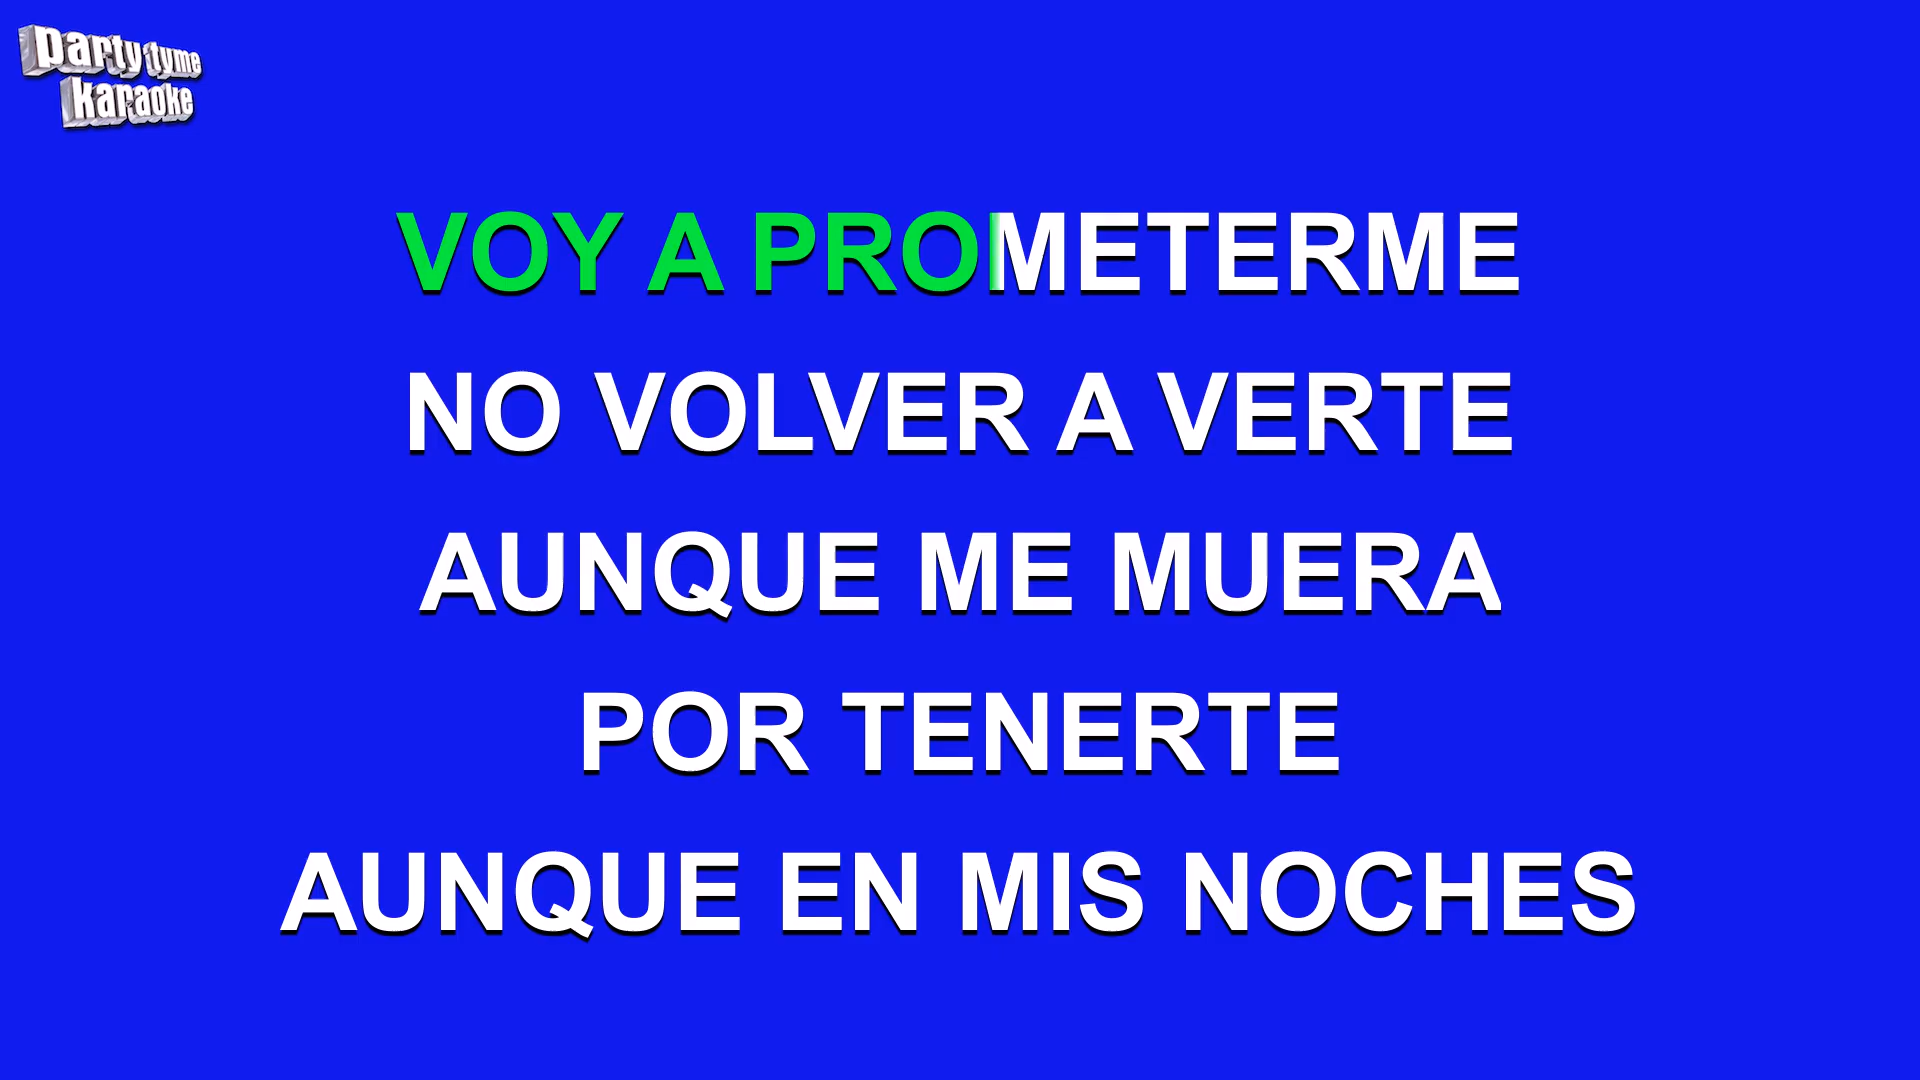 party tyme
karaoke
VOY A PROMETERME
NO VOLVER A VERTE
AUNQUE ME MUERA
POR TENERTE
AUNQUE EN MIS NOCHES